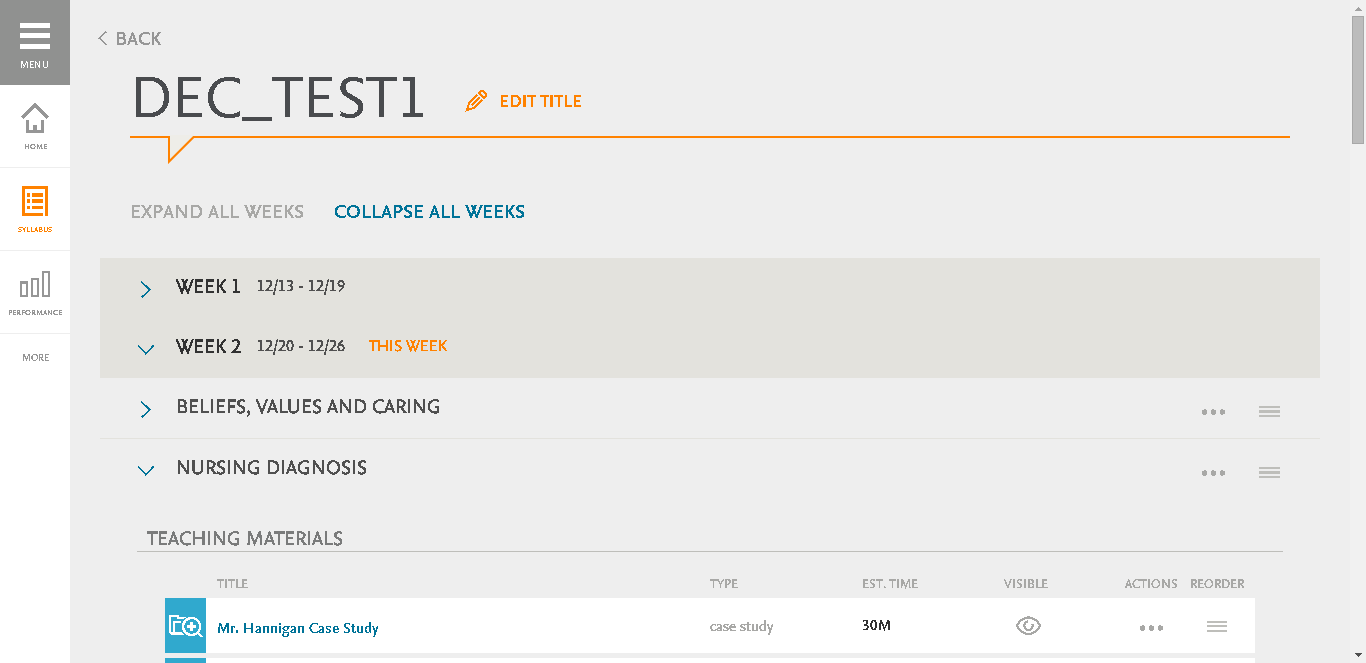 MENU
HOME
SYLLABUS
PERFORMANCE
MORE
BACK
DEC_TEST1 EDIT TITLE
EXPAND ALL WEEKS COLLAPSE ALL WEEKS
WEEK 1 12/13 - 12/19
WEEK 2 12/20 - 12/26 THIS WEEK
BELIEFS, VALUES AND CARING
NURSING DIAGNOSIS
TEACHING MATERIALS
TITLE TYPE EST. TIME VISIBLE ACTIONS REORDER
Mr. Hannigan Case Study case study 30M